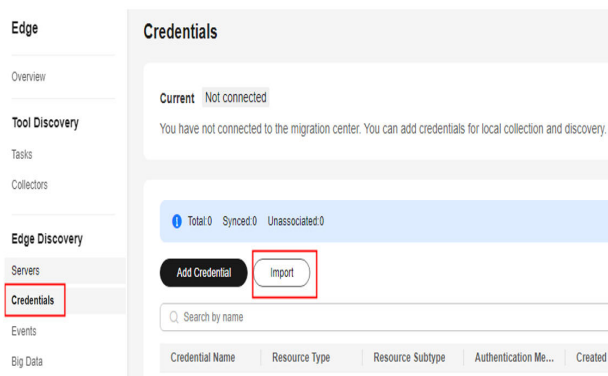 Edge
Overview
Tool Discovery
Tasks
Collectors
Edge Discovery
Servers
Credentials
Events
Big Data
Credentials
Current Not connected
You have not connected to the migration center. You can add credentials for local collection and discovery,
Total:0 Synced:0 Unassociated:0
Add Credential Import
Search by name
Credential Name Resource Type Resource Subtype Authentication Me... Created